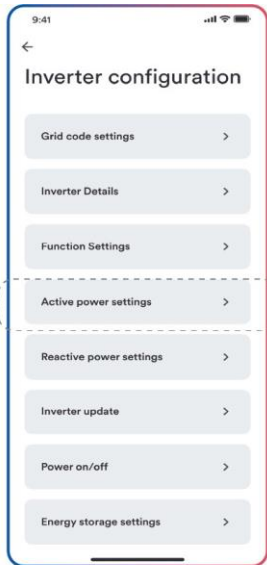 9:41
Inverter configuration
Grid code settings
Inverter Details
Function Settings
Active power settings
Reactive power settings
Inverter update
Power on/off
Energy storage settings